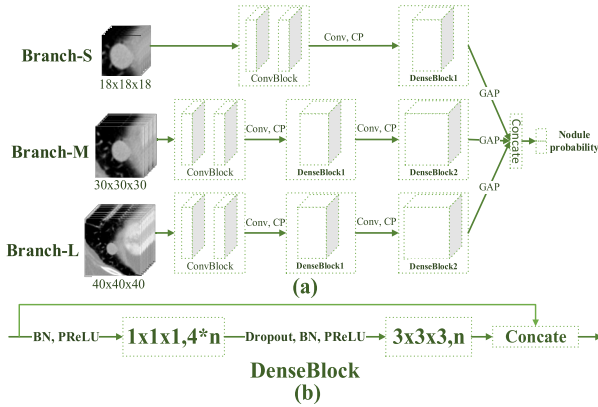 Branch-S
18x18x18
ConvBlock
Conv, CP
DenseBlock1
GAP
Branch-M
30x30x30
ConvBlock
Conv, CP
DenseBlock1
Conv, CP
DenseBlock2
GAP
Concate
Nodule
probability
Branch-L
40x40x40
ConvBlock
Conv, CP
DenseBlock1
Conv, CP
DenseBlock2
GAP
(a)
BN, PReLU
1x1x1,4*n
Dropout, BN, PReLU
3x3x3,n
Concate
DenseBlock
(b)